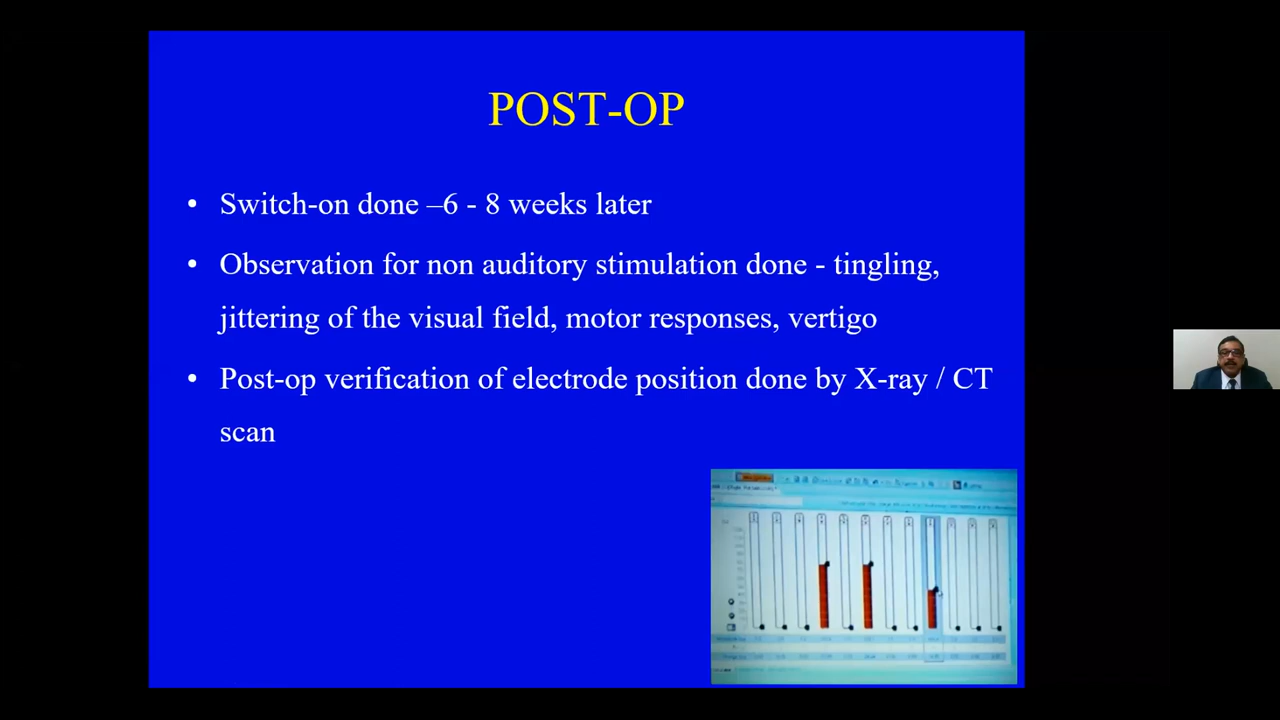 POST-OP
• Switch-on done –6 - 8 weeks later
• Observation for non auditory stimulation done - tingling,
jittering of the visual field, motor responses, vertigo
• Post-op verification of electrode position done by X-ray / CT
scan